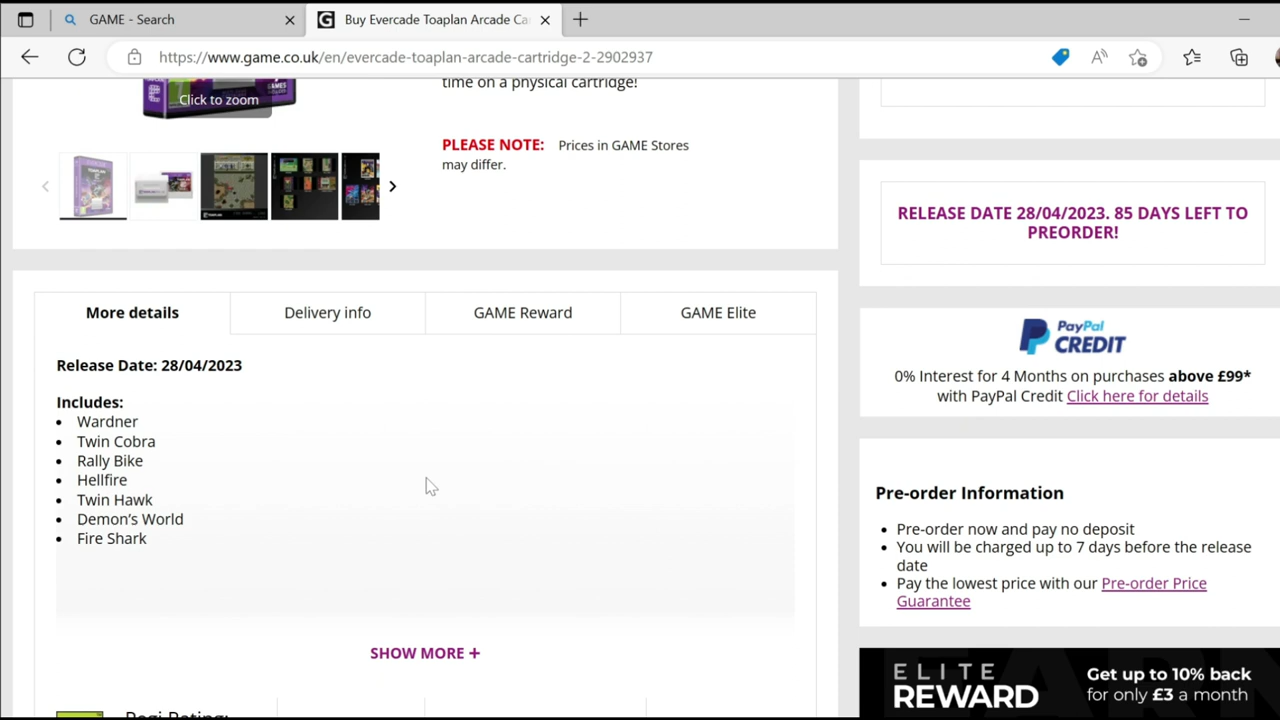 GAME - Search
Buy Evercade Toaplan Arcade Ca
https://www.game.co.uk/en/evercade-toaplan-arcade-cartridge-2-2902937
Click to zoom
time on a physical cartridge!
PLEASE NOTE: Prices in GAME Stores
may differ.
RELEASE DATE 28/04/2023. 85 DAYS LEFT TO
PREORDER!
More details
Delivery info
GAME Reward
GAME Elite
Release Date: 28/04/2023
Includes:
• Wardner
• Twin Cobra
• Rally Bike
• Hellfire
• Twin Hawk
• Demon’s World
• Fire Shark
SHOW MORE +
Pegi Rating:
PayPal
CREDIT
0% Interest for 4 Months on purchases above £99*
with PayPal Credit Click here for details
Pre-order Information
• Pre-order now and pay no deposit
• You will be charged up to 7 days before the release
date
• Pay the lowest price with our Pre-order Price
Guarantee
ELITE
REWARD
Get up to 10% back
for only £3 a month